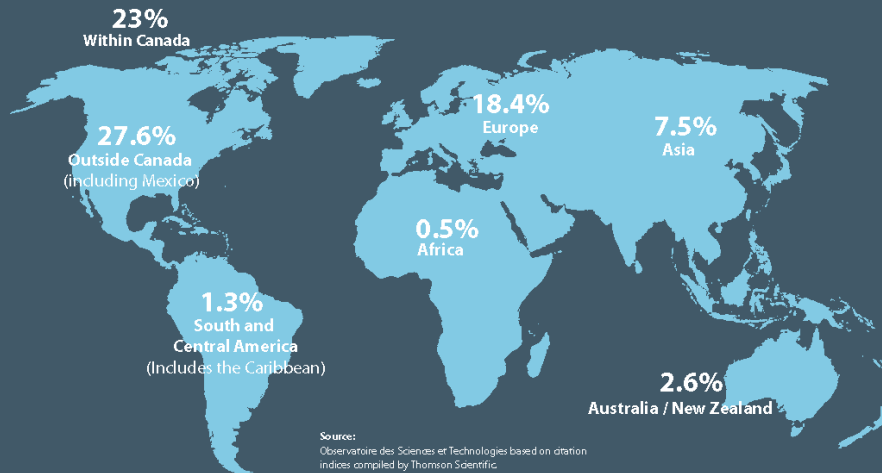 23%
Within Canada
27.6%
Outside Canada
(including Mexico)
18.4%
Europe
7.5%
Asia
0.5%
Africa
1.3%
South and
Central America
(Includes the Caribbean)
2.6%
Australia / New Zealand
Source:
Observatoire des Sciences et Technologies based on citation
indices compiled by Thomson Scientific.